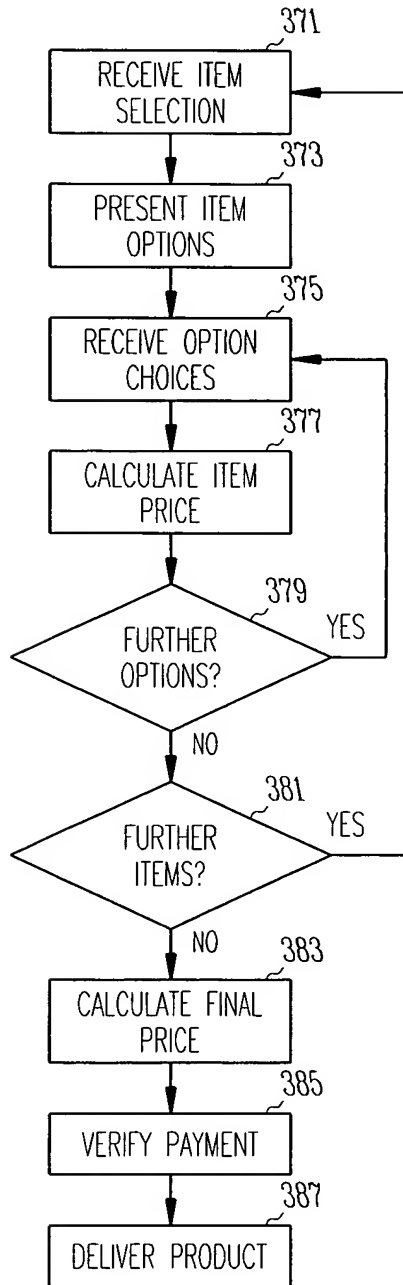 371
RECEIVE ITEM
SELECTION
373
PRESENT ITEM
OPTIONS
375
RECEIVE OPTION
CHOICES
377
CALCULATE ITEM
PRICE
379
FURTHER
OPTIONS?
YES
NO
381
FURTHER
ITEMS?
YES
NO
383
CALCULATE FINAL
PRICE
385
VERIFY PAYMENT
387
DELIVER PRODUCT